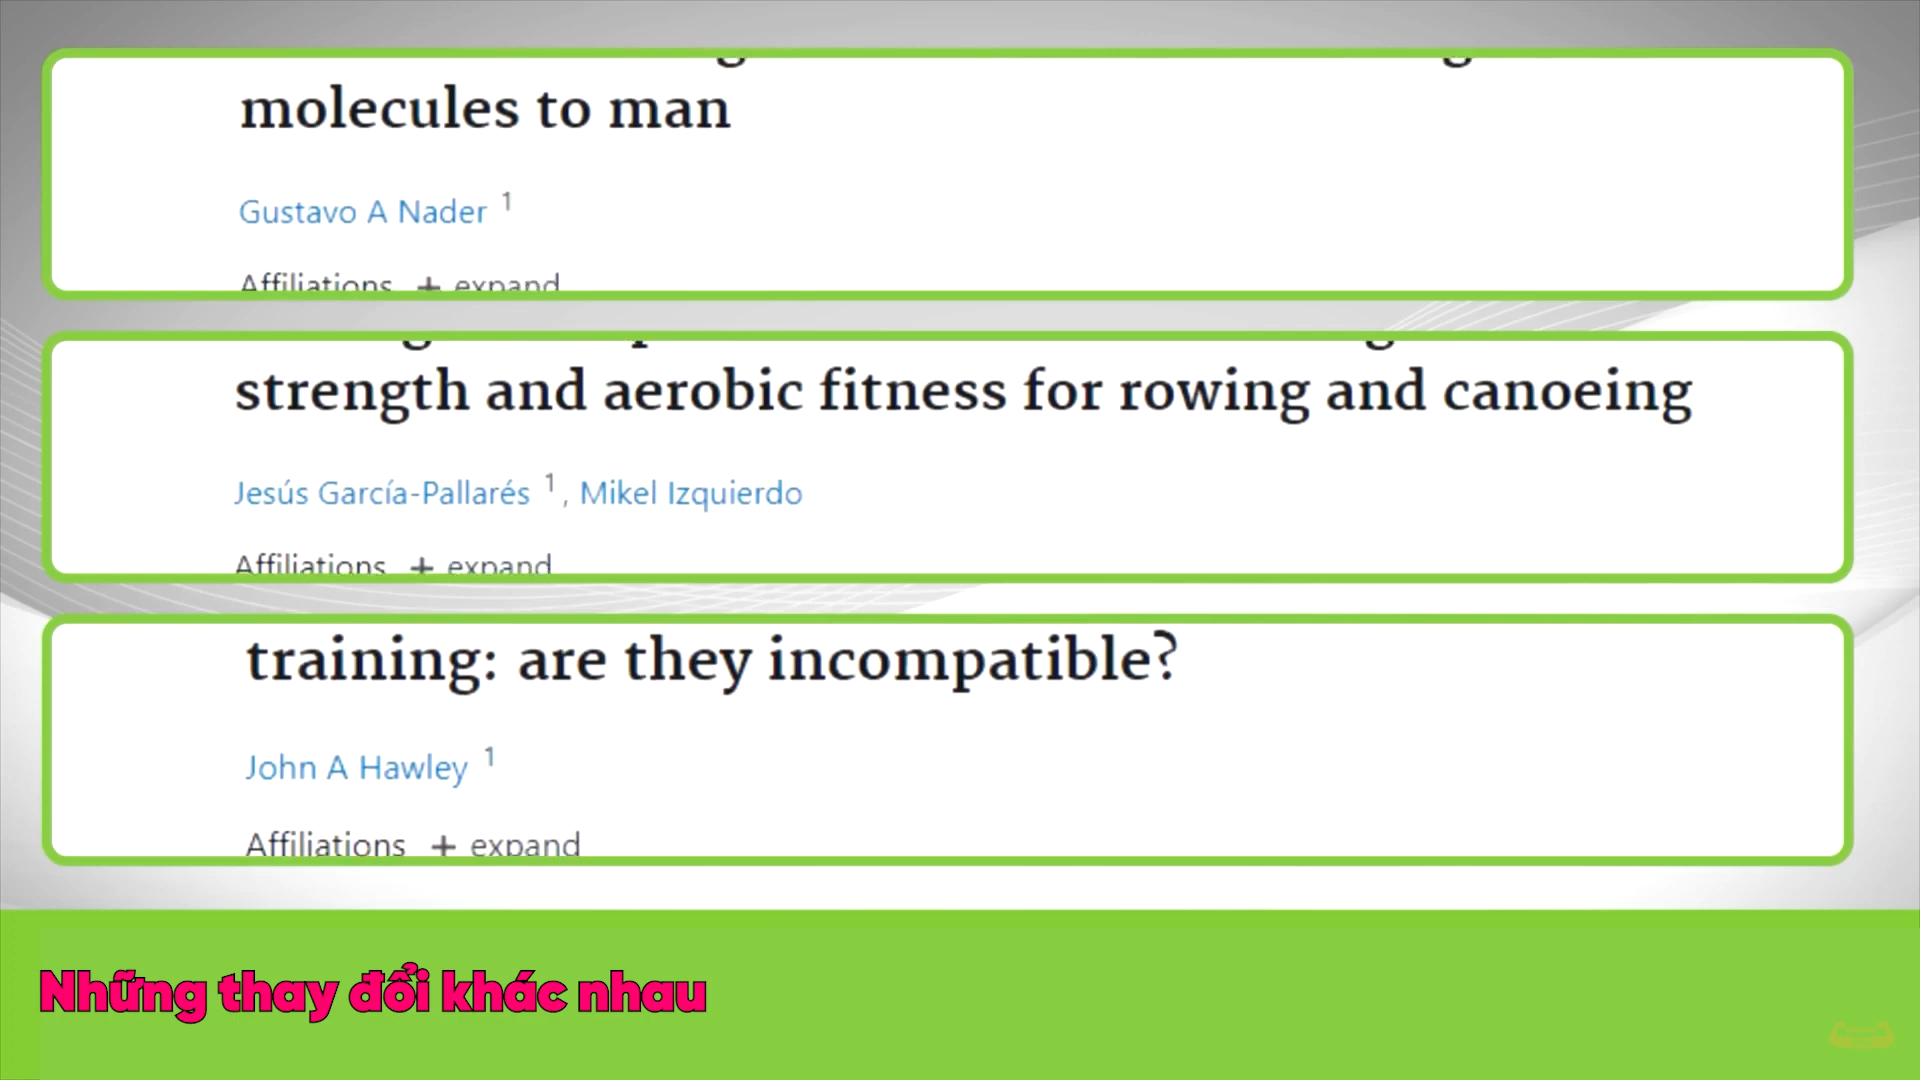 molecules to man
Gustavo A Nader 1
Affiliations + expand
strength and aerobic fitness for rowing and canoeing
Jesús García-Pallarés 1, Mikel Izquierdo
Affiliations + expand
training: are they incompatible?
John A Hawley 1
Affiliations + expand
Những thay đổi khác nhau